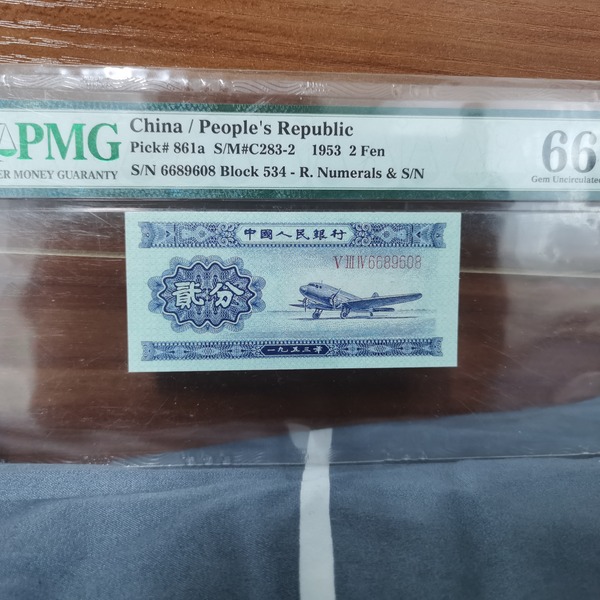 PMG
ER MONEY GUARANTY
China / People's Republic
Pick# 861a S/M#C283-2 1953 2 Fen
S/N 6689608 Block 534 - R. Numerals & S/N
66
Gem Uncirculated
中國人民銀行
V III IV 6689608
貳分
一九五三年